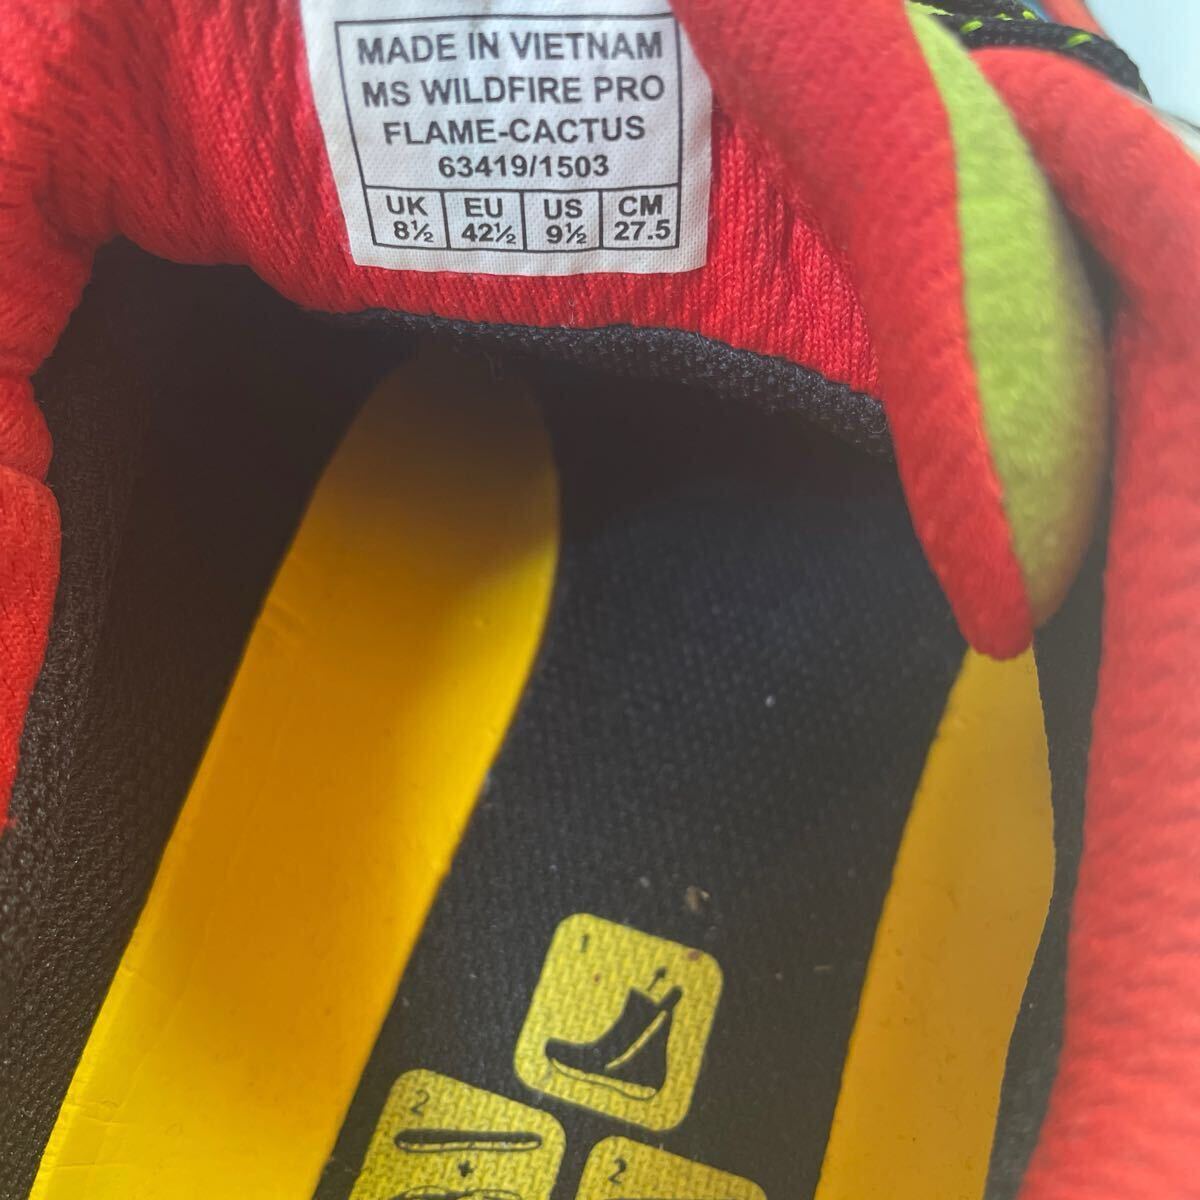 MADE IN VIETNAM
MS WILDFIRE PRO
FLAME-CACTUS
63419/1503
UK EU US CM
8½ 42½ 9½ 27.5
1
2
2